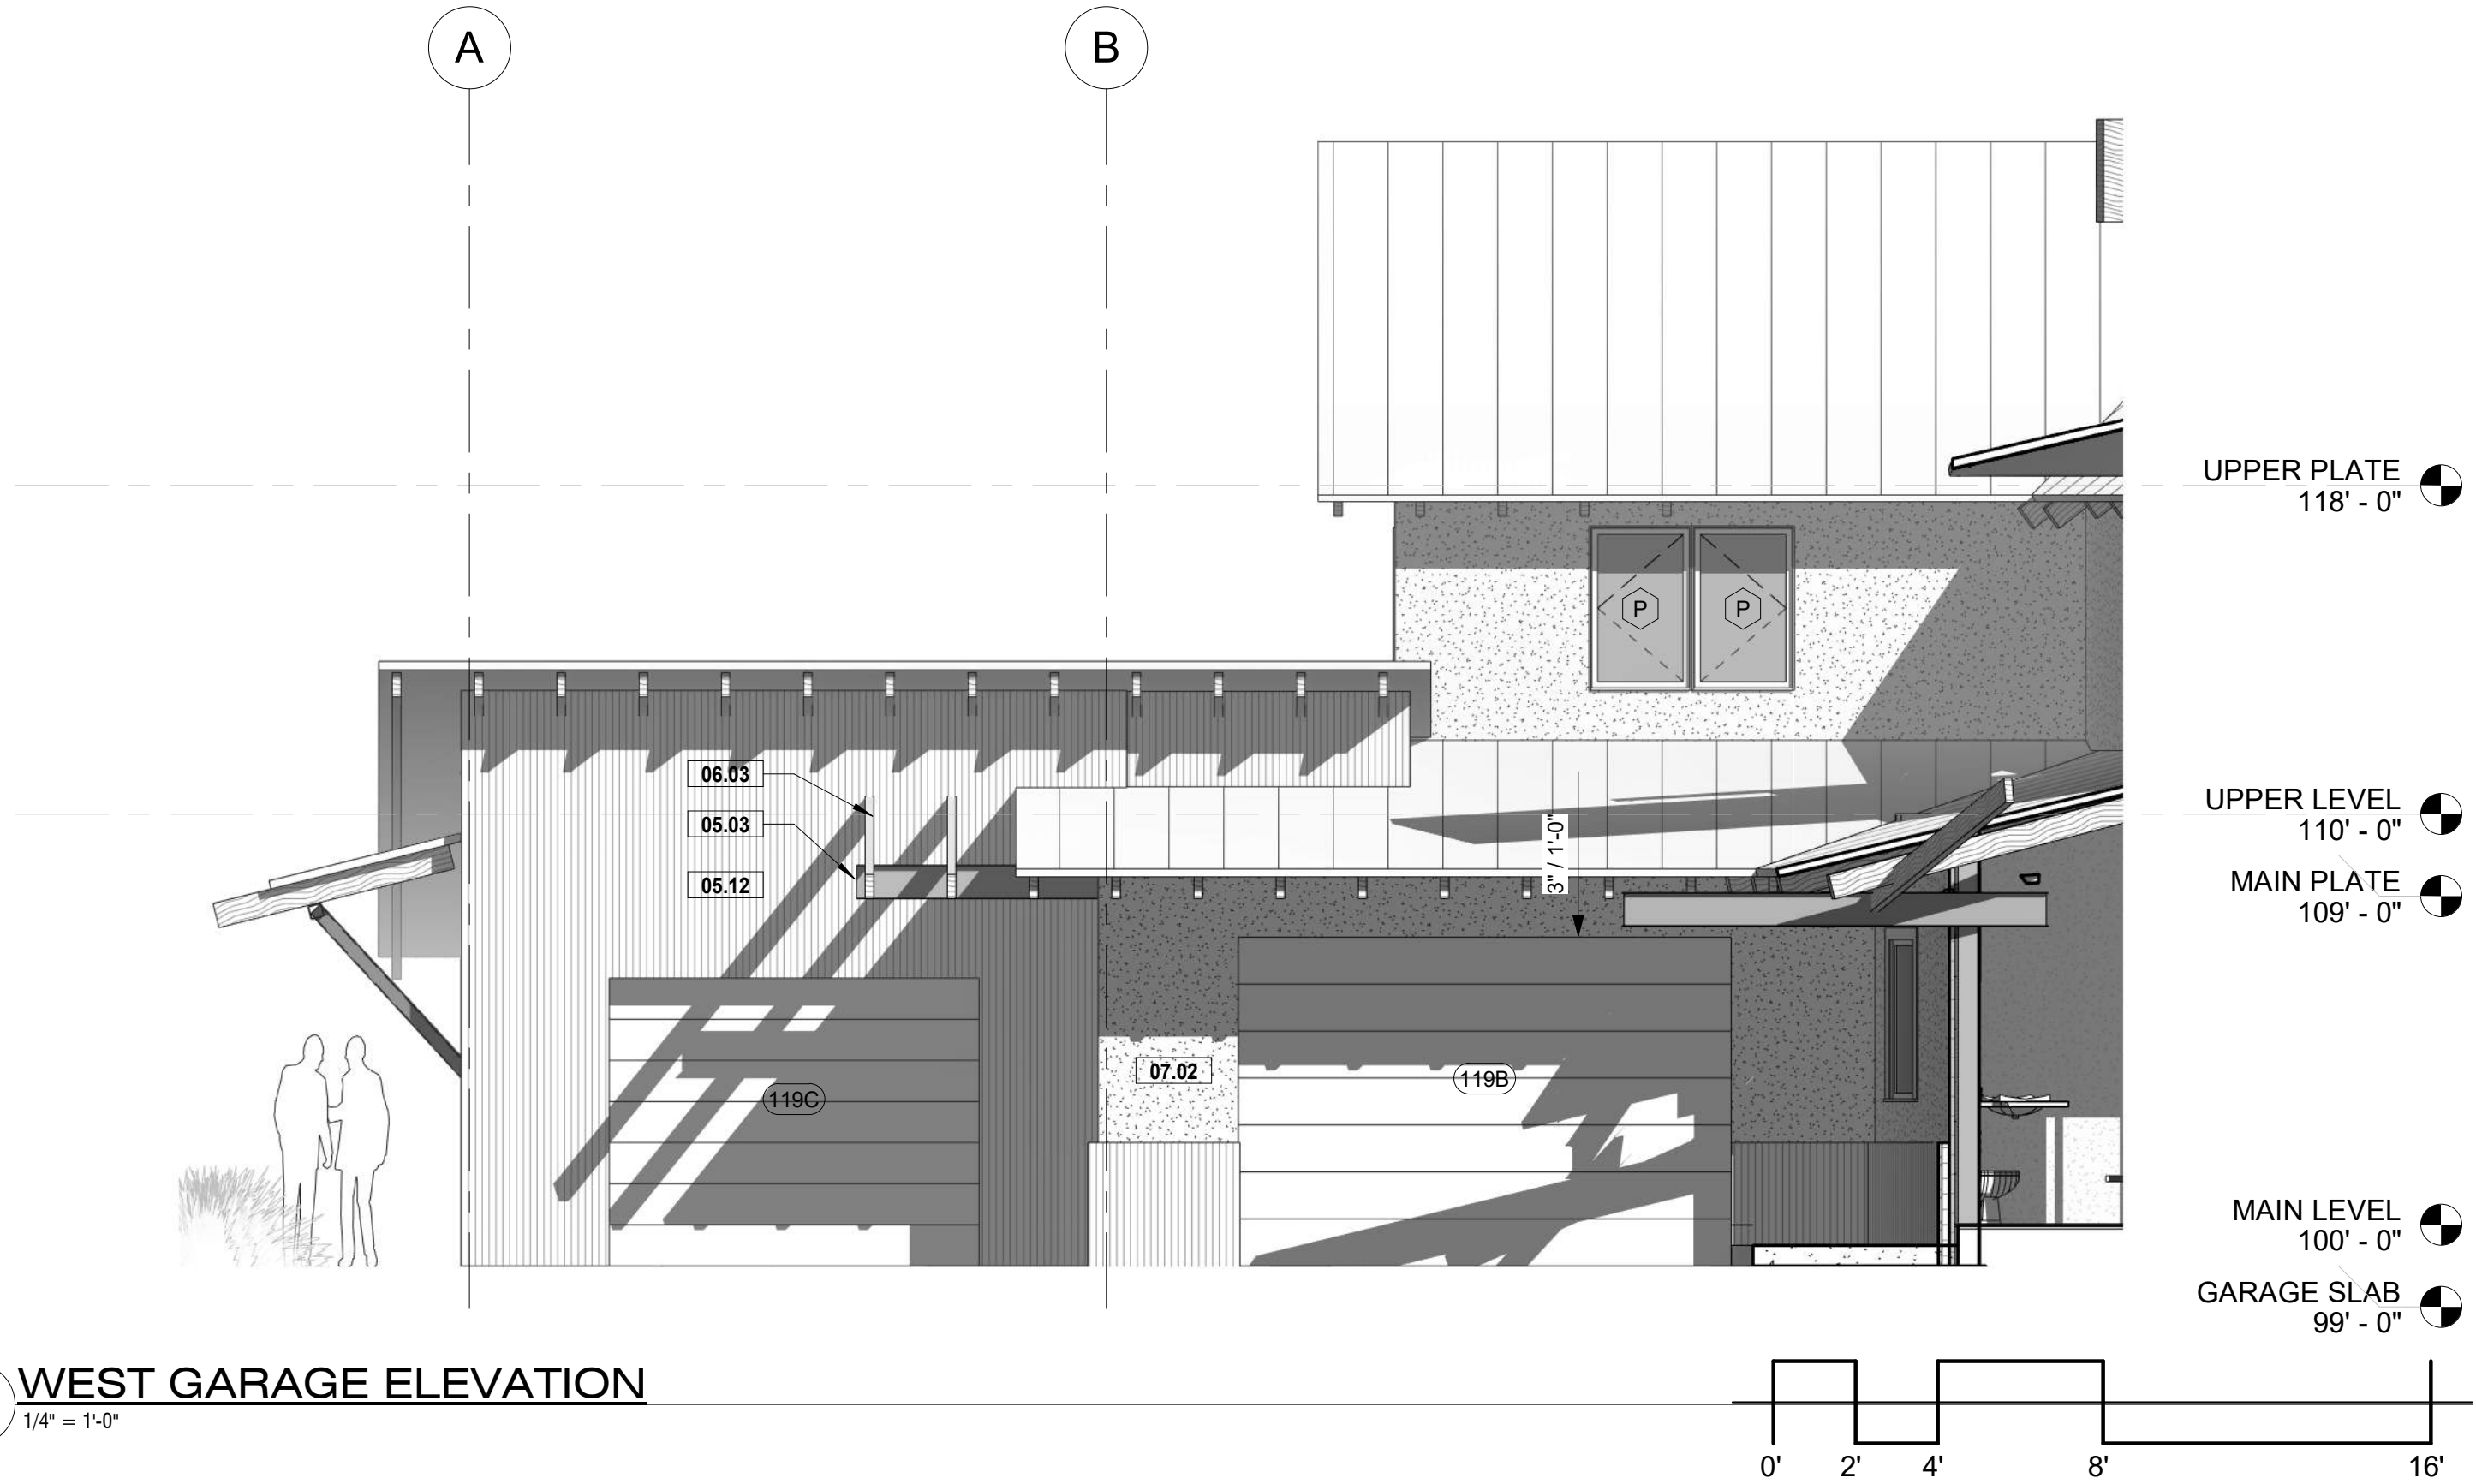 A
B
UPPER PLATE
118' - 0"
P
P
06.03
05.03
05.12
3" / 1'-0"
UPPER LEVEL
110' - 0"
MAIN PLATE
109' - 0"
07.02
119B
119C
MAIN LEVEL
100' - 0"
GARAGE SLAB
99' - 0"
WEST GARAGE ELEVATION
1/4" = 1'-0"
0' 2' 4' 8' 16'